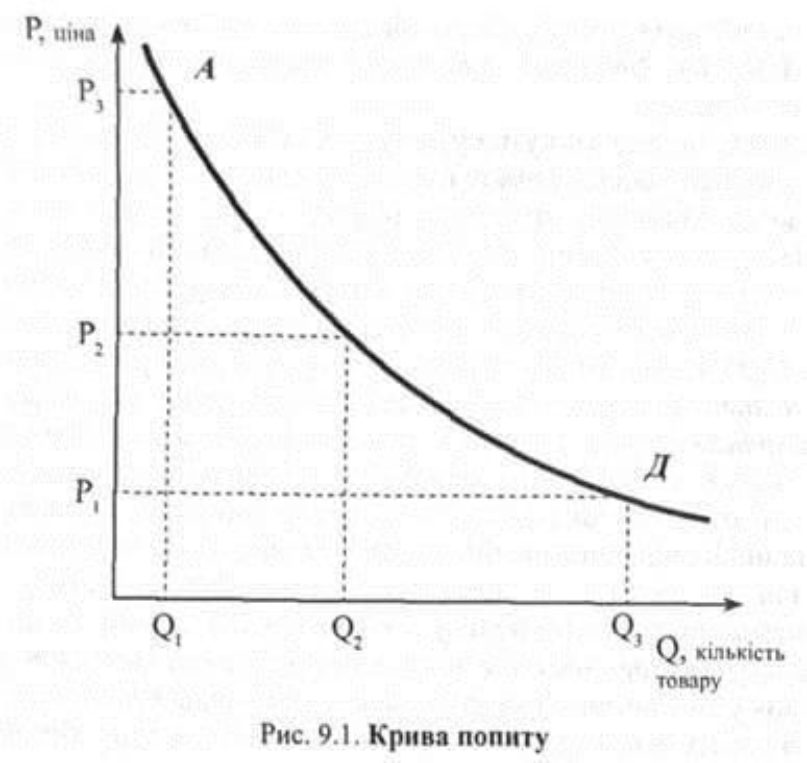 P, ціна
A
P3
P2
P1
Д
Q1
Q2
Q3
Q, кількість
товару
Рис. 9.1. Крива попиту